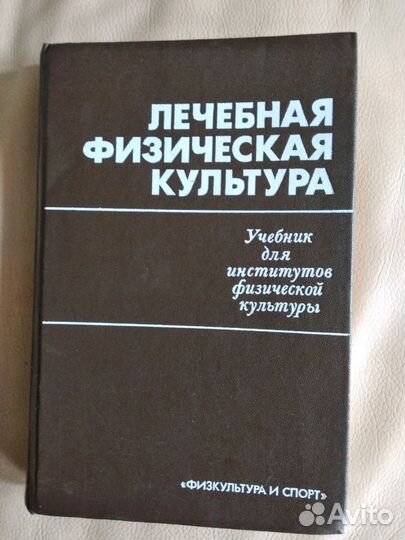 ЛЕЧЕБНАЯ
ФИЗИЧЕСКАЯ
КУЛЬТУРА
Учебник
для
институтов
физической
культуры
«ФИЗКУЛЬТУРА И СПОРТ»
Avito